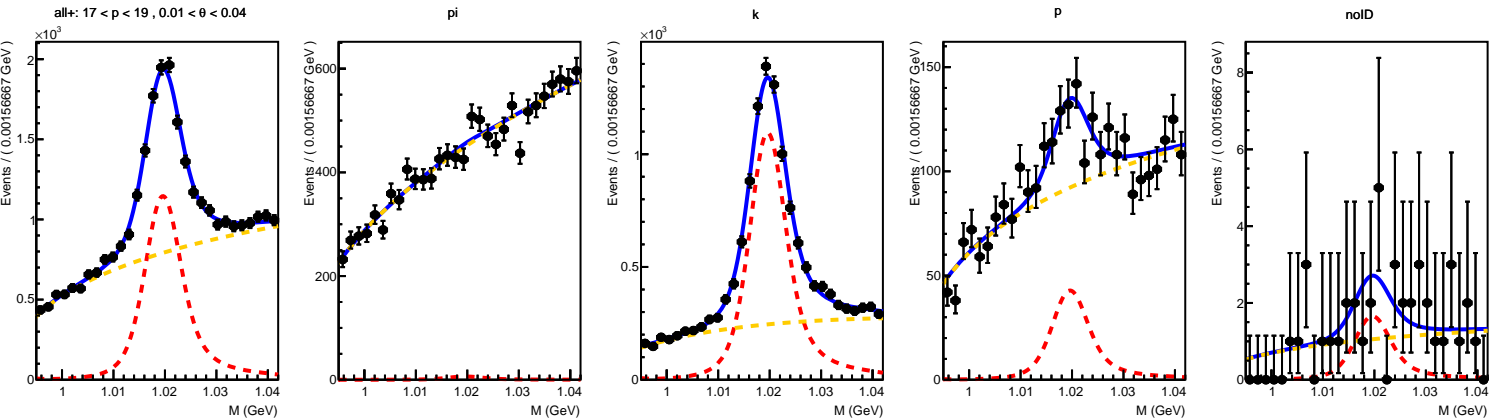 all+: 17 < p < 19 , 0.01 < θ < 0.04
×10³
Events / ( 0.00156667 GeV )
2
1.5
1
0.5
0
1 1.01 1.02 1.03 1.04
M (GeV)
pi
Events / ( 0.00156667 GeV )
600
400
200
0
1 1.01 1.02 1.03 1.04
M (GeV)
k
×10³
Events / ( 0.00156667 GeV )
1
0.5
0
1 1.01 1.02 1.03 1.04
M (GeV)
p
Events / ( 0.00156667 GeV )
150
100
50
0
1 1.01 1.02 1.03 1.04
M (GeV)
noID
Events / ( 0.00156667 GeV )
8
6
4
2
0
1 1.01 1.02 1.03 1.04
M (GeV)